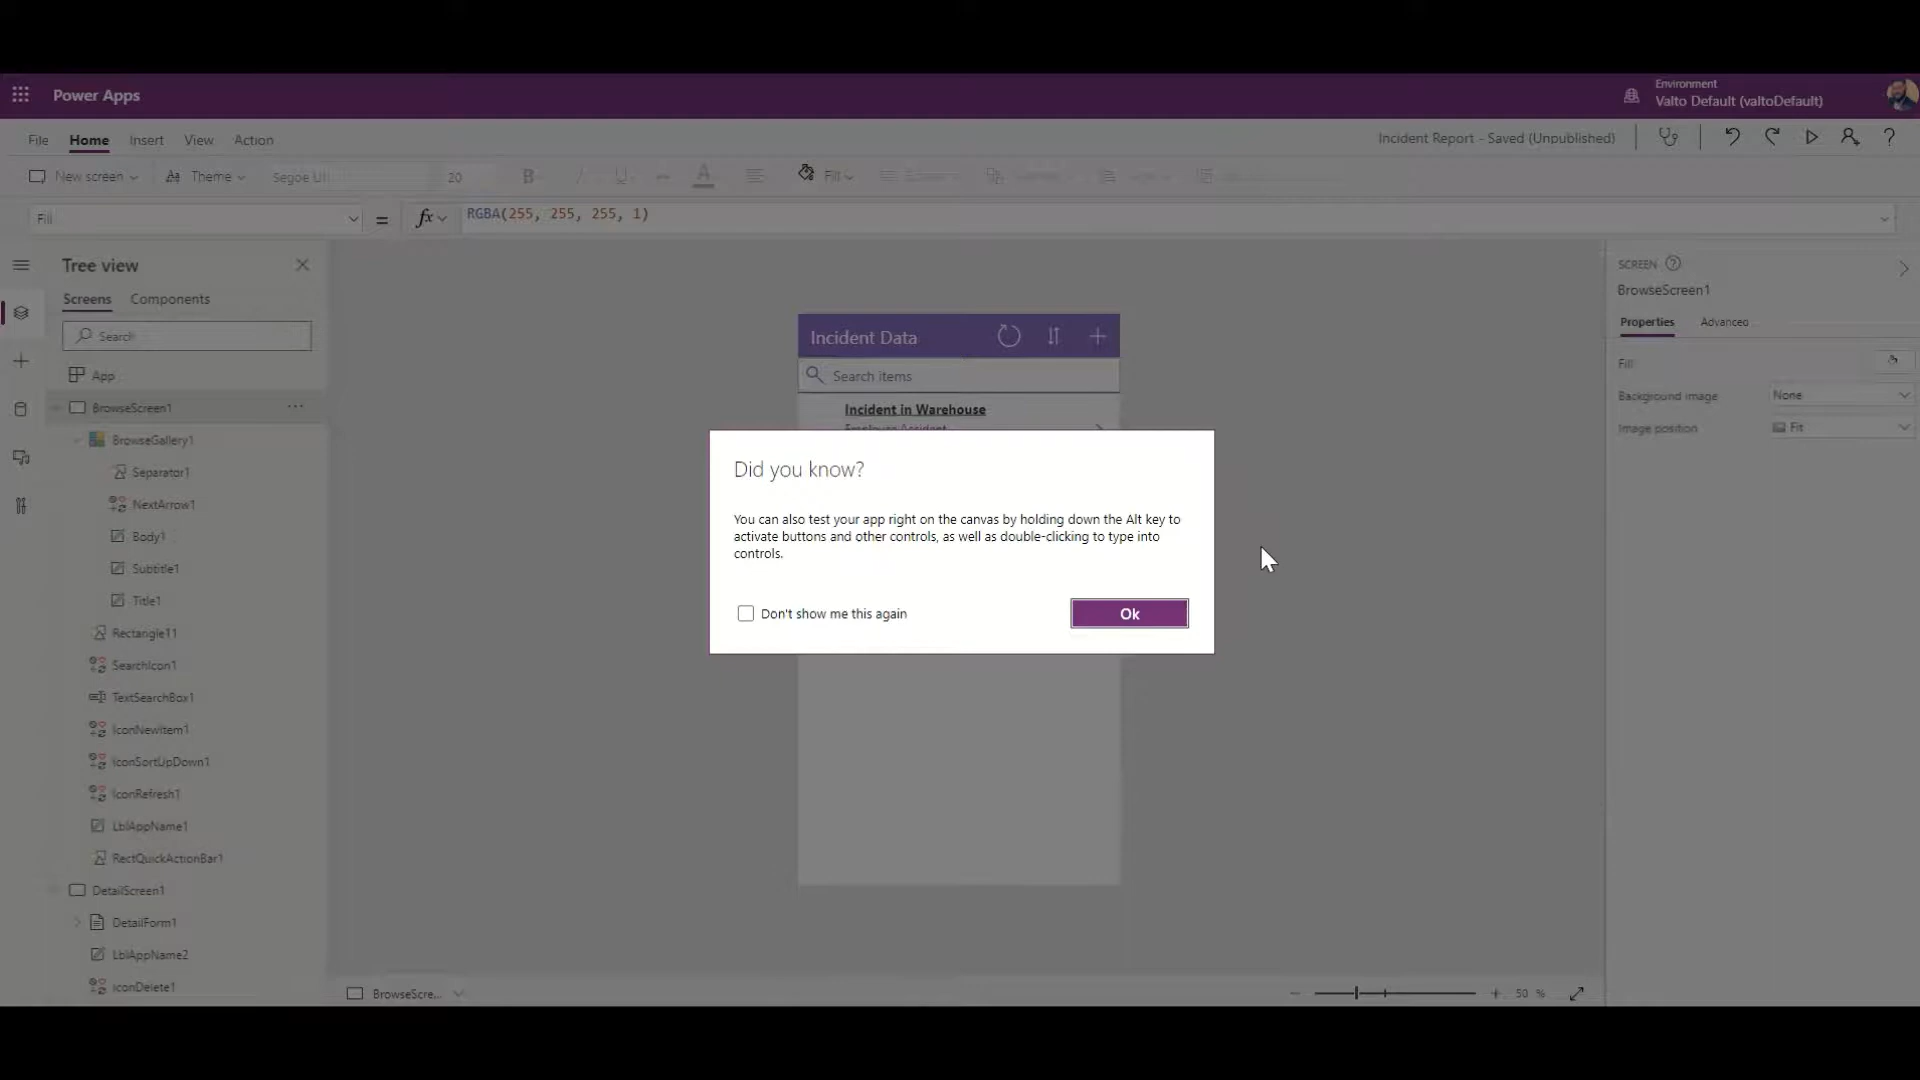 Power Apps
Environment
Valto Default (valtoDefault)
File Home Insert View Action
Incident Report - Saved (Unpublished)
New screen Theme Segoe UI 20 B Fill
Fill = fx RGBA(255, 255, 255, 1)
Tree view
Screens Components
Search
App
BrowseScreen1
BrowseGallery1
Separator1
NextArrow1
Body1
Subtitle1
Title1
Rectangle11
SearchIcon1
TextSearchBox1
IconNewItem1
IconSortUpDown1
IconRefresh1
LblAppName1
RectQuickActionBar1
DetailScreen1
DetailForm1
LblAppName2
IconDelete1
Incident Data
Search items
Incident in Warehouse
Employee Accident
Did you know?
You can also test your app right on the canvas by holding down the Alt key to
activate buttons and other controls, as well as double-clicking to type into
controls.
Don't show me this again
Ok
BrowseScre...
50 %
SCREEN
BrowseScreen1
Properties Advanced
Fill
Background image None
Image position Fit